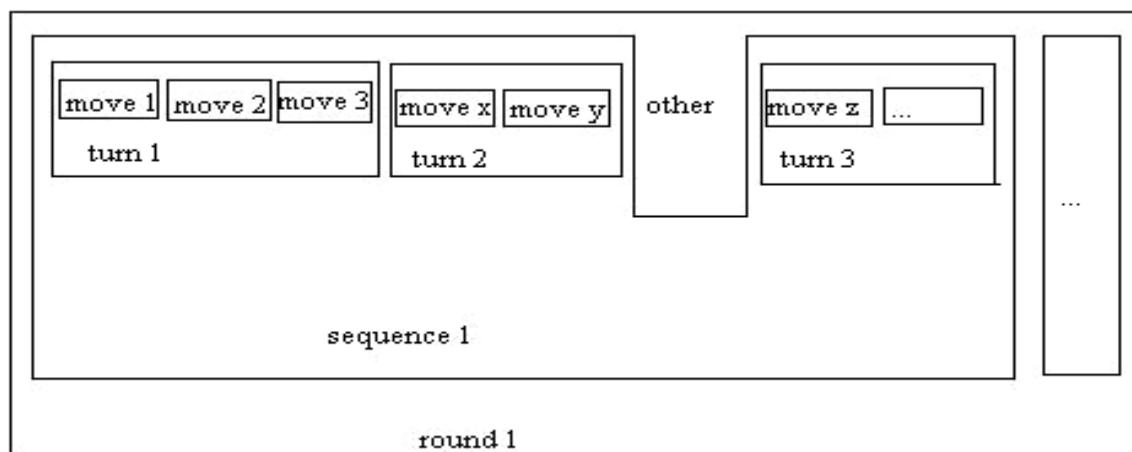 move 1 move 2 move 3
turn 1
move x move y
turn 2
other
move z ...
turn 3
...
sequence 1
round 1